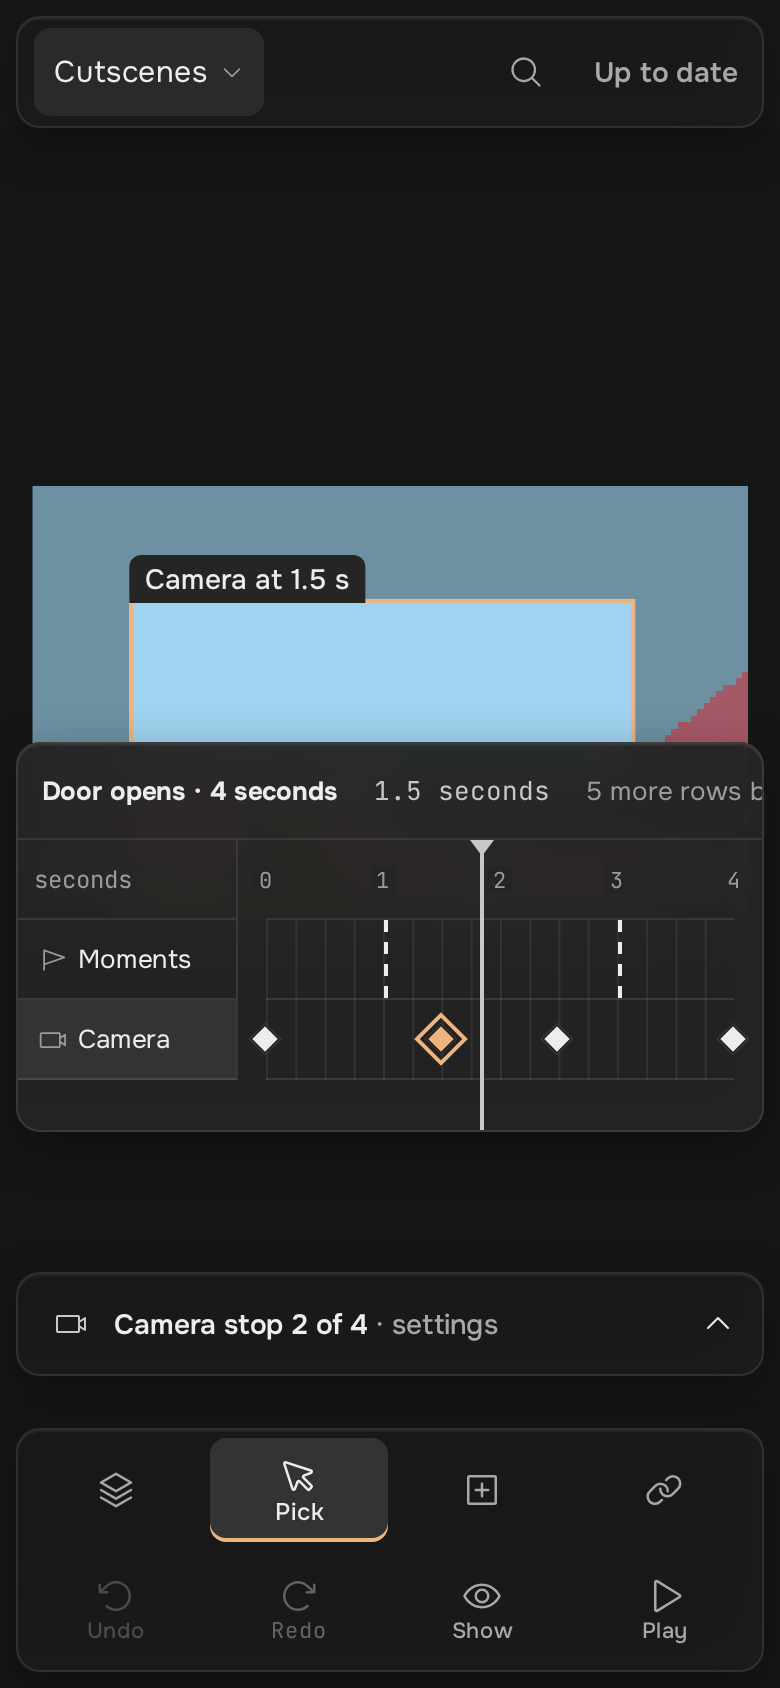 Cutscenes
Up to date
Camera at 1.5 s
Door opens · 4 seconds 1.5 seconds 5 more rows
seconds 0 1 2 3 4
Moments
Camera
Camera stop 2 of 4 · settings
Pick
Undo Redo Show Play